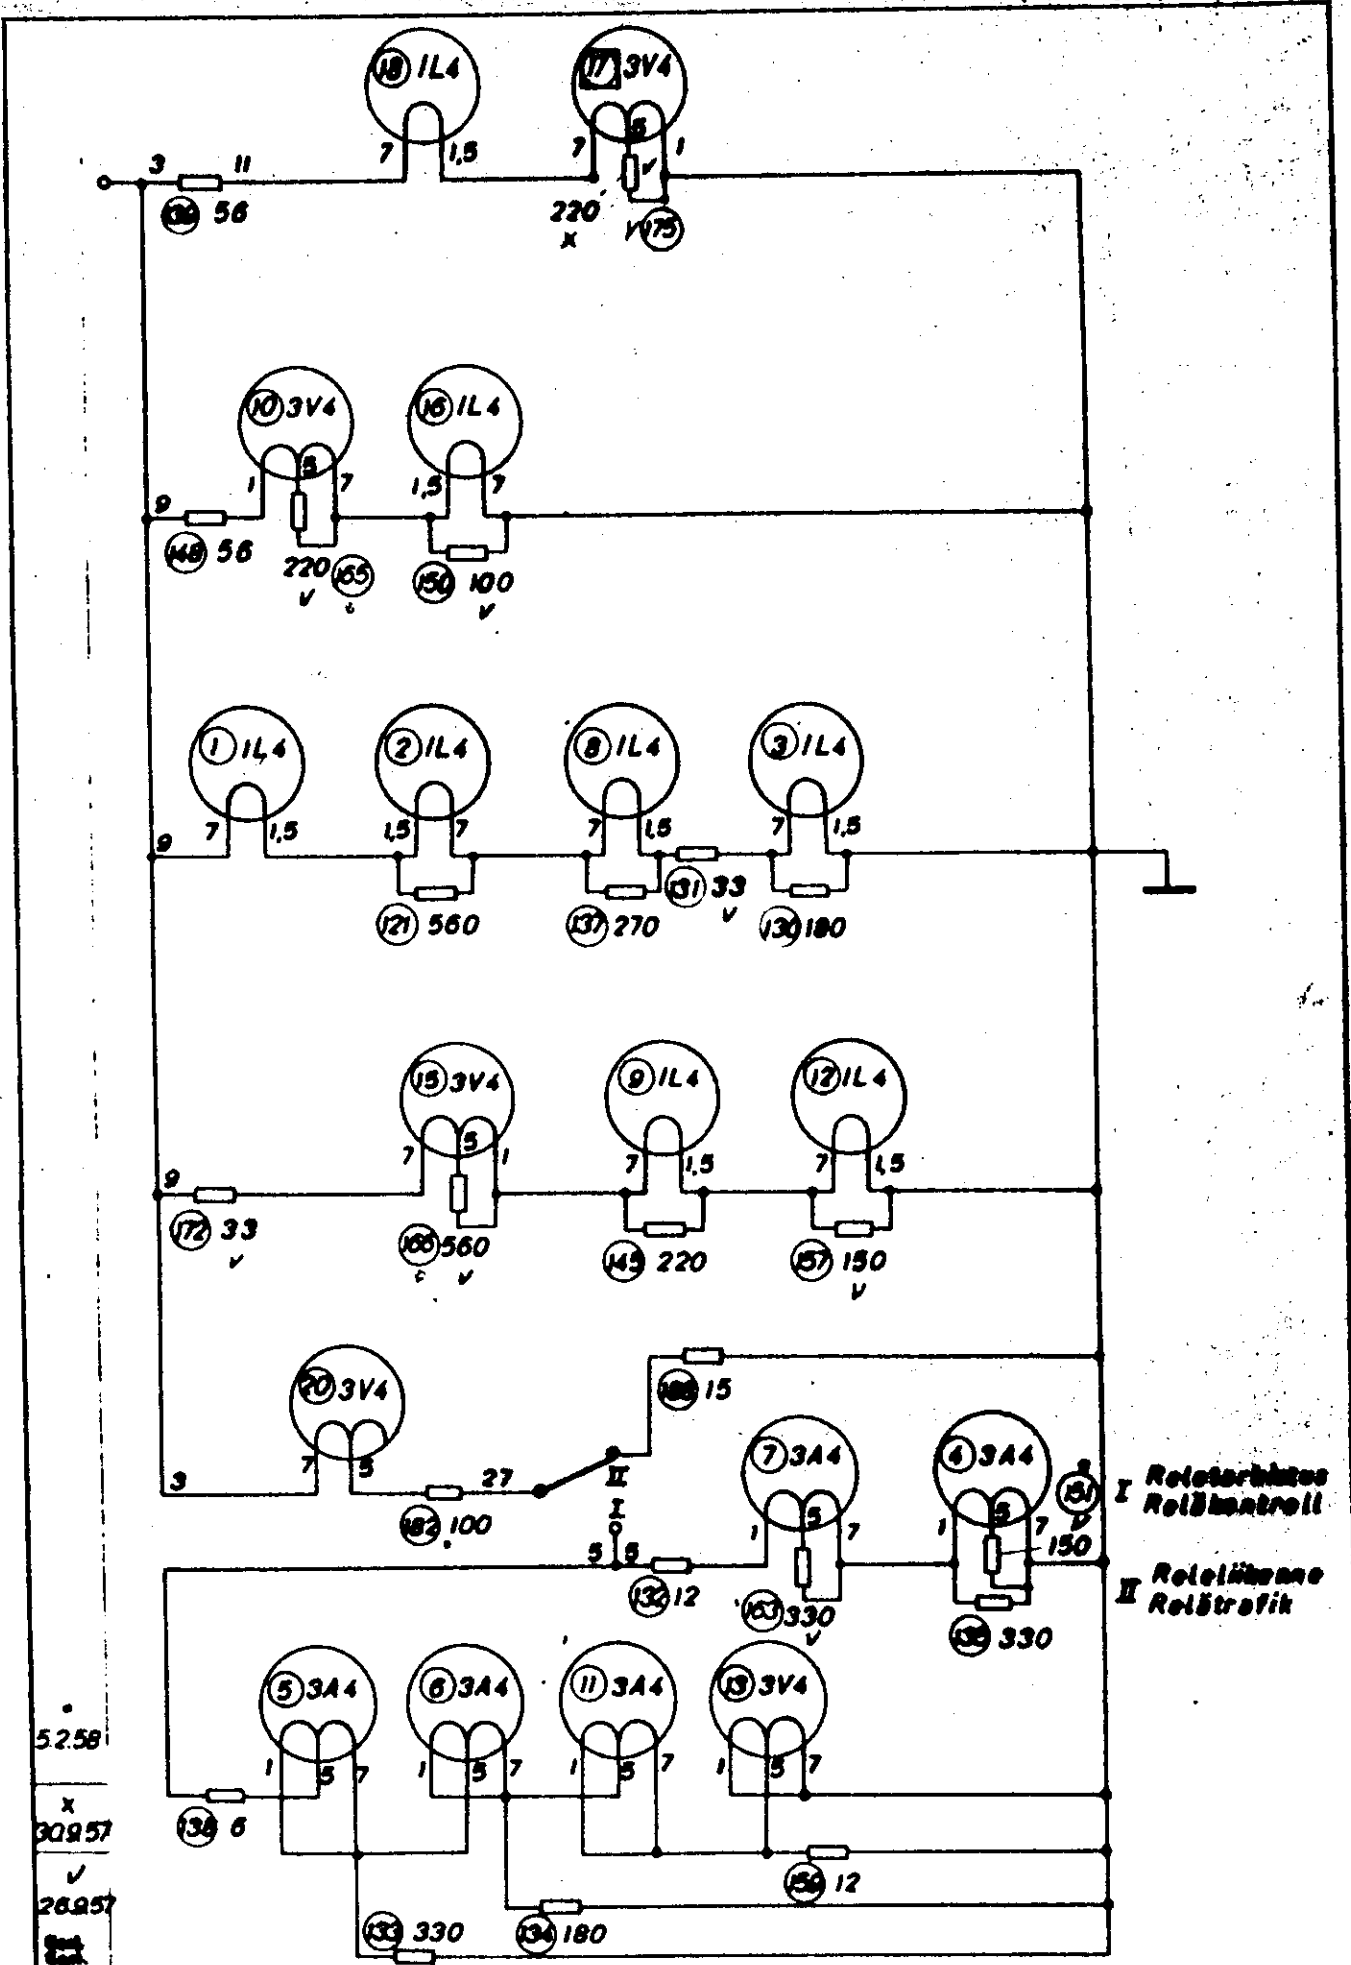 18 1L4
17 3V4
3 11 7 1,5 7 5 1
56
220 175
x v
10 3V4
16 1L4
9 1 5 7 1,5 7
148 56
220 165
150 100
v v
1 1L4
2 1L4
8 1L4
3 1L4
9 7 1,5 1,5 7 7 1,5 7 1,5
121 560
137 270
131 33
130 180
v
15 3V4
9 1L4
12 1L4
9 7 5 1 7 1,5 7 1,5
172 33
166 560
145 220
157 150
v v v
20 3V4
15
3 7 5 27 II
182 100
I
7 3A4
4 3A4
151
v
I
Relökontroll
1 5 7 1 5 7
150
5 5
132 12
163 330
v
330
II
Relötrafik
5 3A4
6 3A4
11 3A4
13 3V4
1 5 7 1 5 7 1 5 7 1 5 7
138 6
156 12
133 330
134 180
5.2.58
x
30.9.57
v
26.9.57